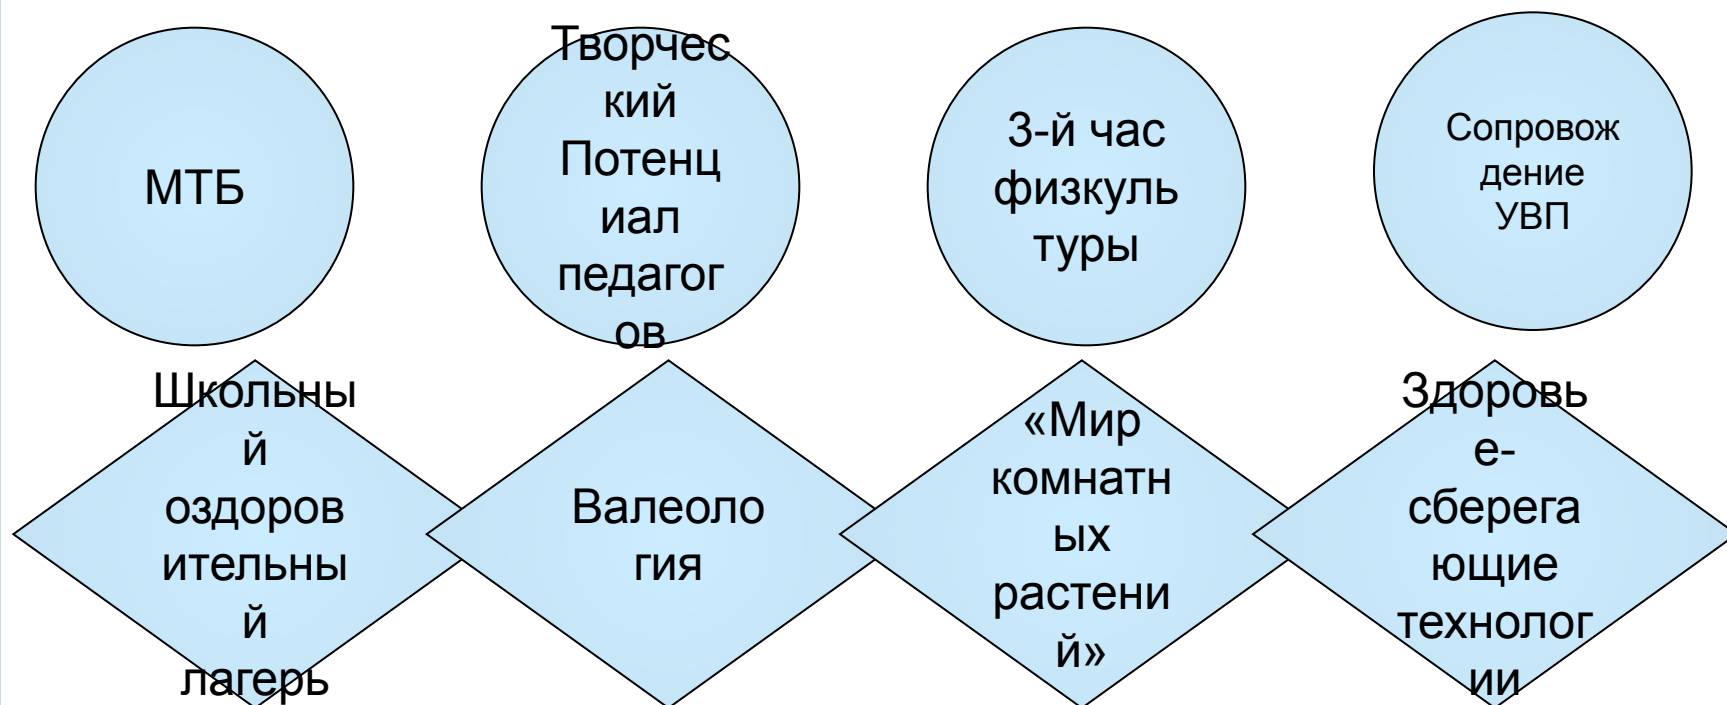 МТБ
Творчес
кий
Потенц
иал
педагог
ов
3-й час
физкуль
туры
Сопровож
дение
УВП
Школьны
й
оздоров
ительны
й
лагерь
Валеоло
гия
«Мир
комнатн
ых
растени
й»
Здоровь
е-
сберега
ющие
технолог
ии